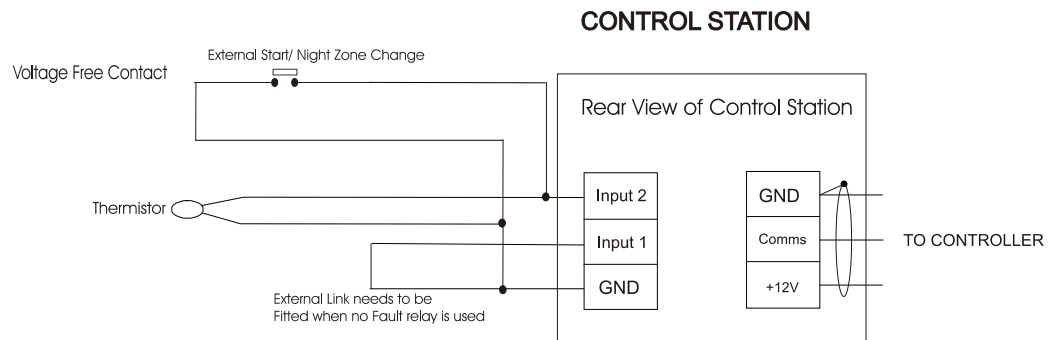 CONTROL STATION
External Start/ Night Zone Change
Voltage Free Contact
Rear View of Control Station
Thermistor
Input 2
Input 1
GND
GND
Comms
+12V
TO CONTROLLER
External Link needs to be
Fitted when no Fault relay is used